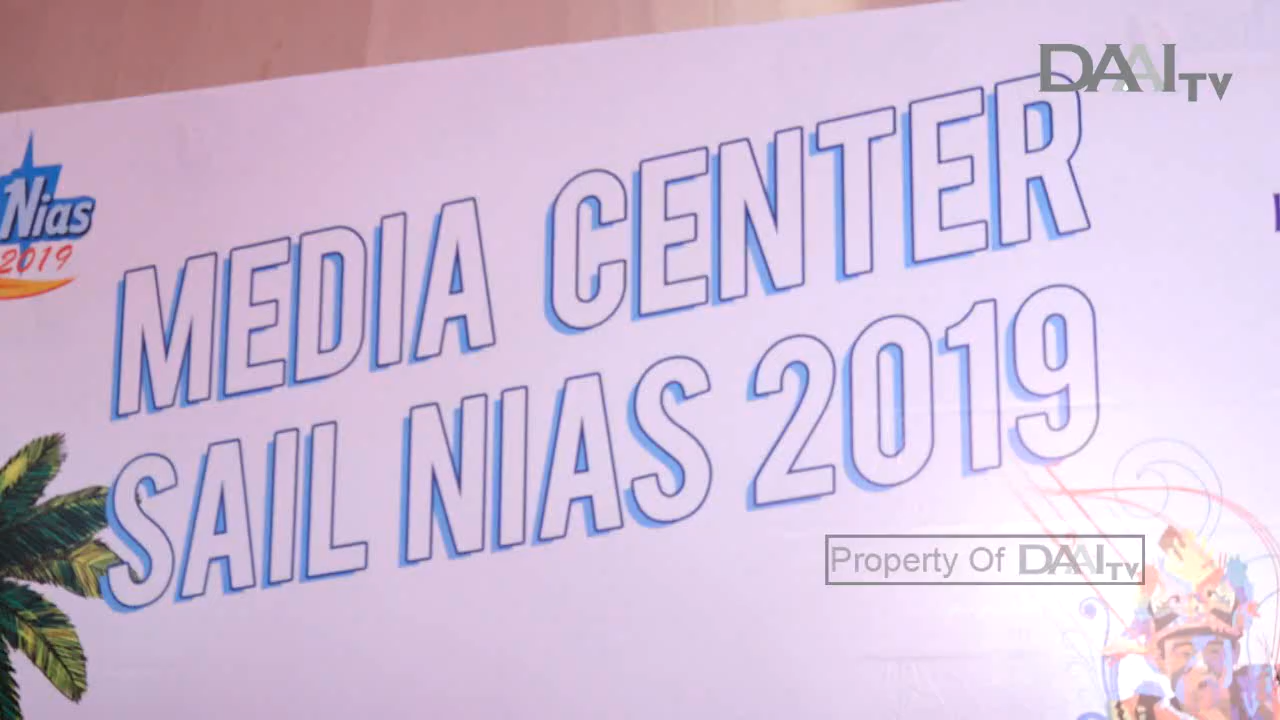 DAAI TV
Nias
2019
MEDIA CENTER
SAIL NIAS 2019
Property Of DAAI TV